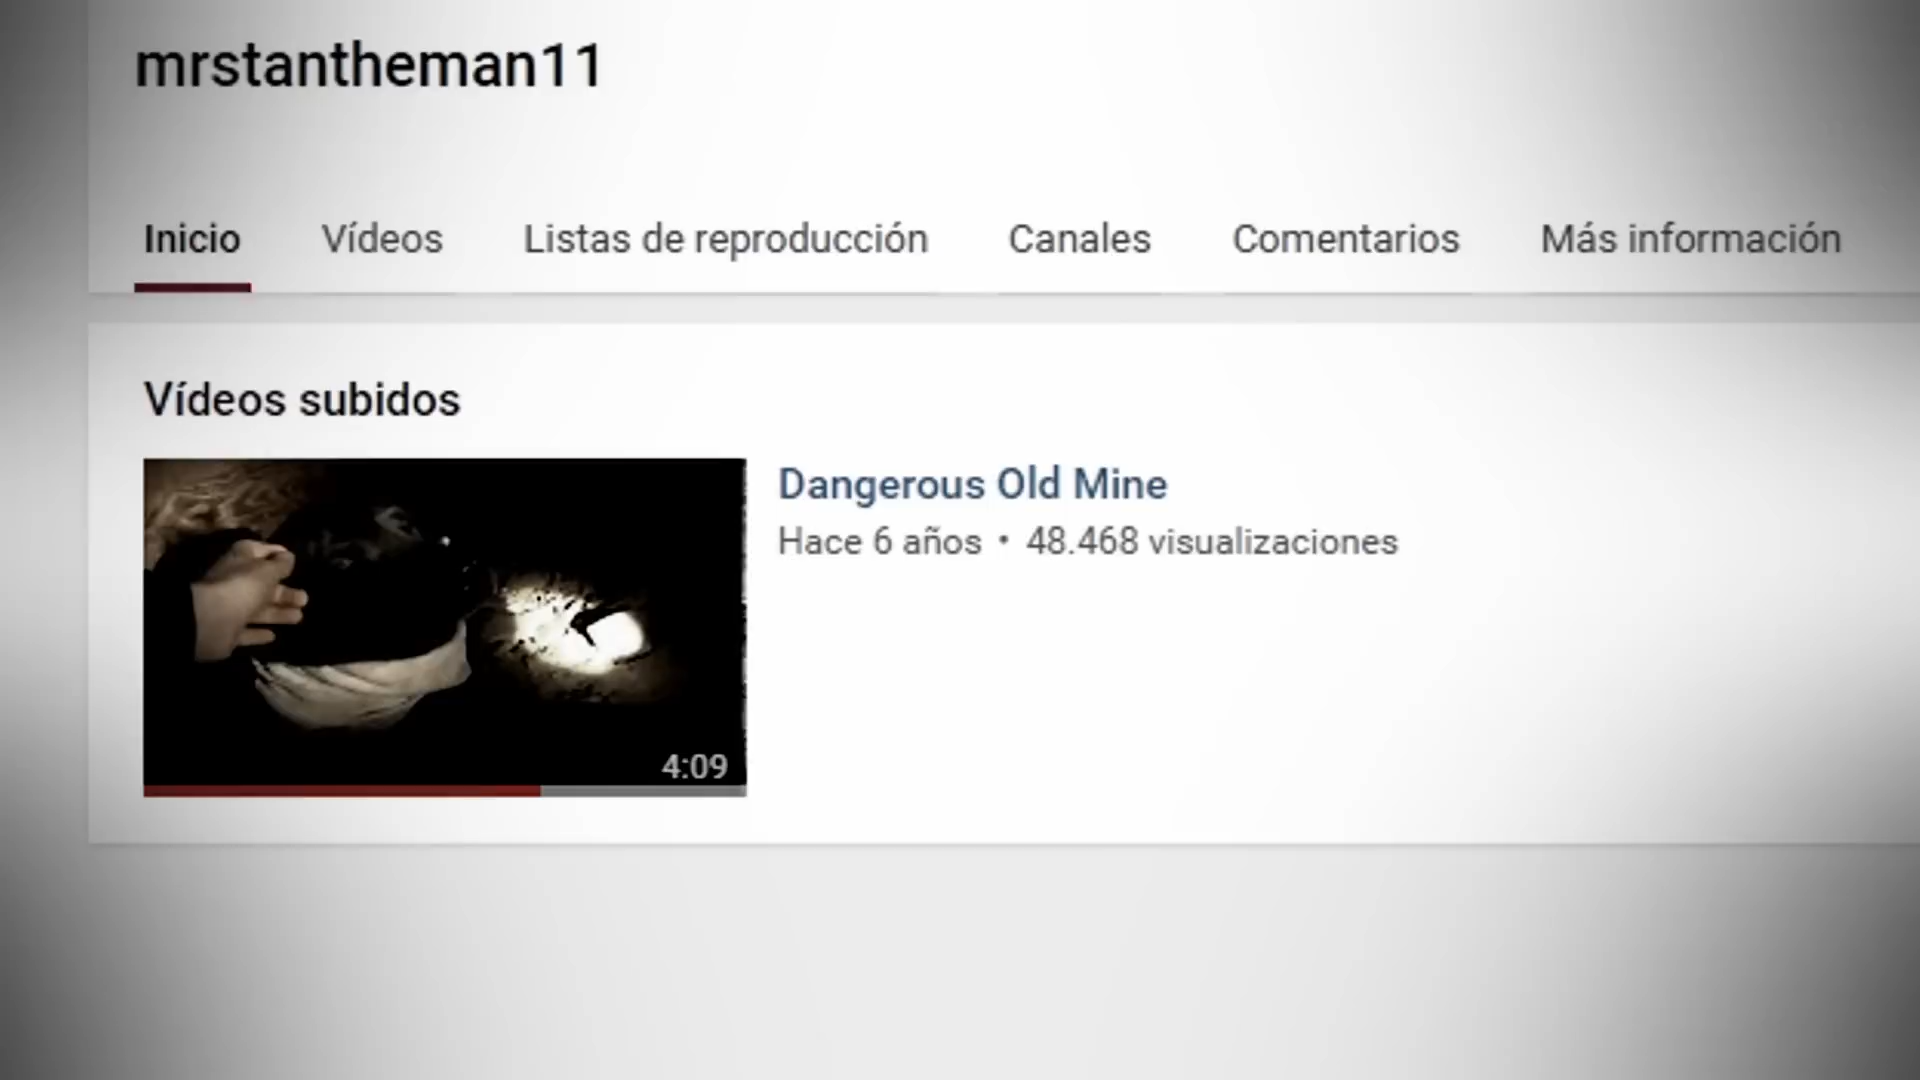 mrstantheman11
Inicio Vídeos Listas de reproducción Canales Comentarios Más información
Vídeos subidos
Dangerous Old Mine
Hace 6 años • 48.468 visualizaciones
4:09